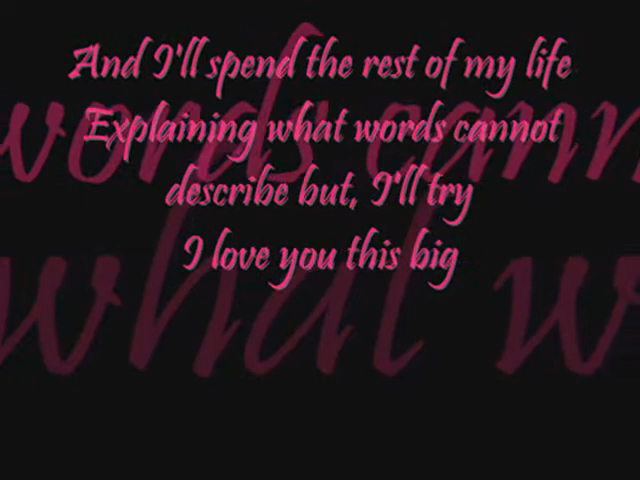 And I'll spend the rest of my life
Explaining what words cannot
describe but, I'll try
I love you this big
words cann
what w